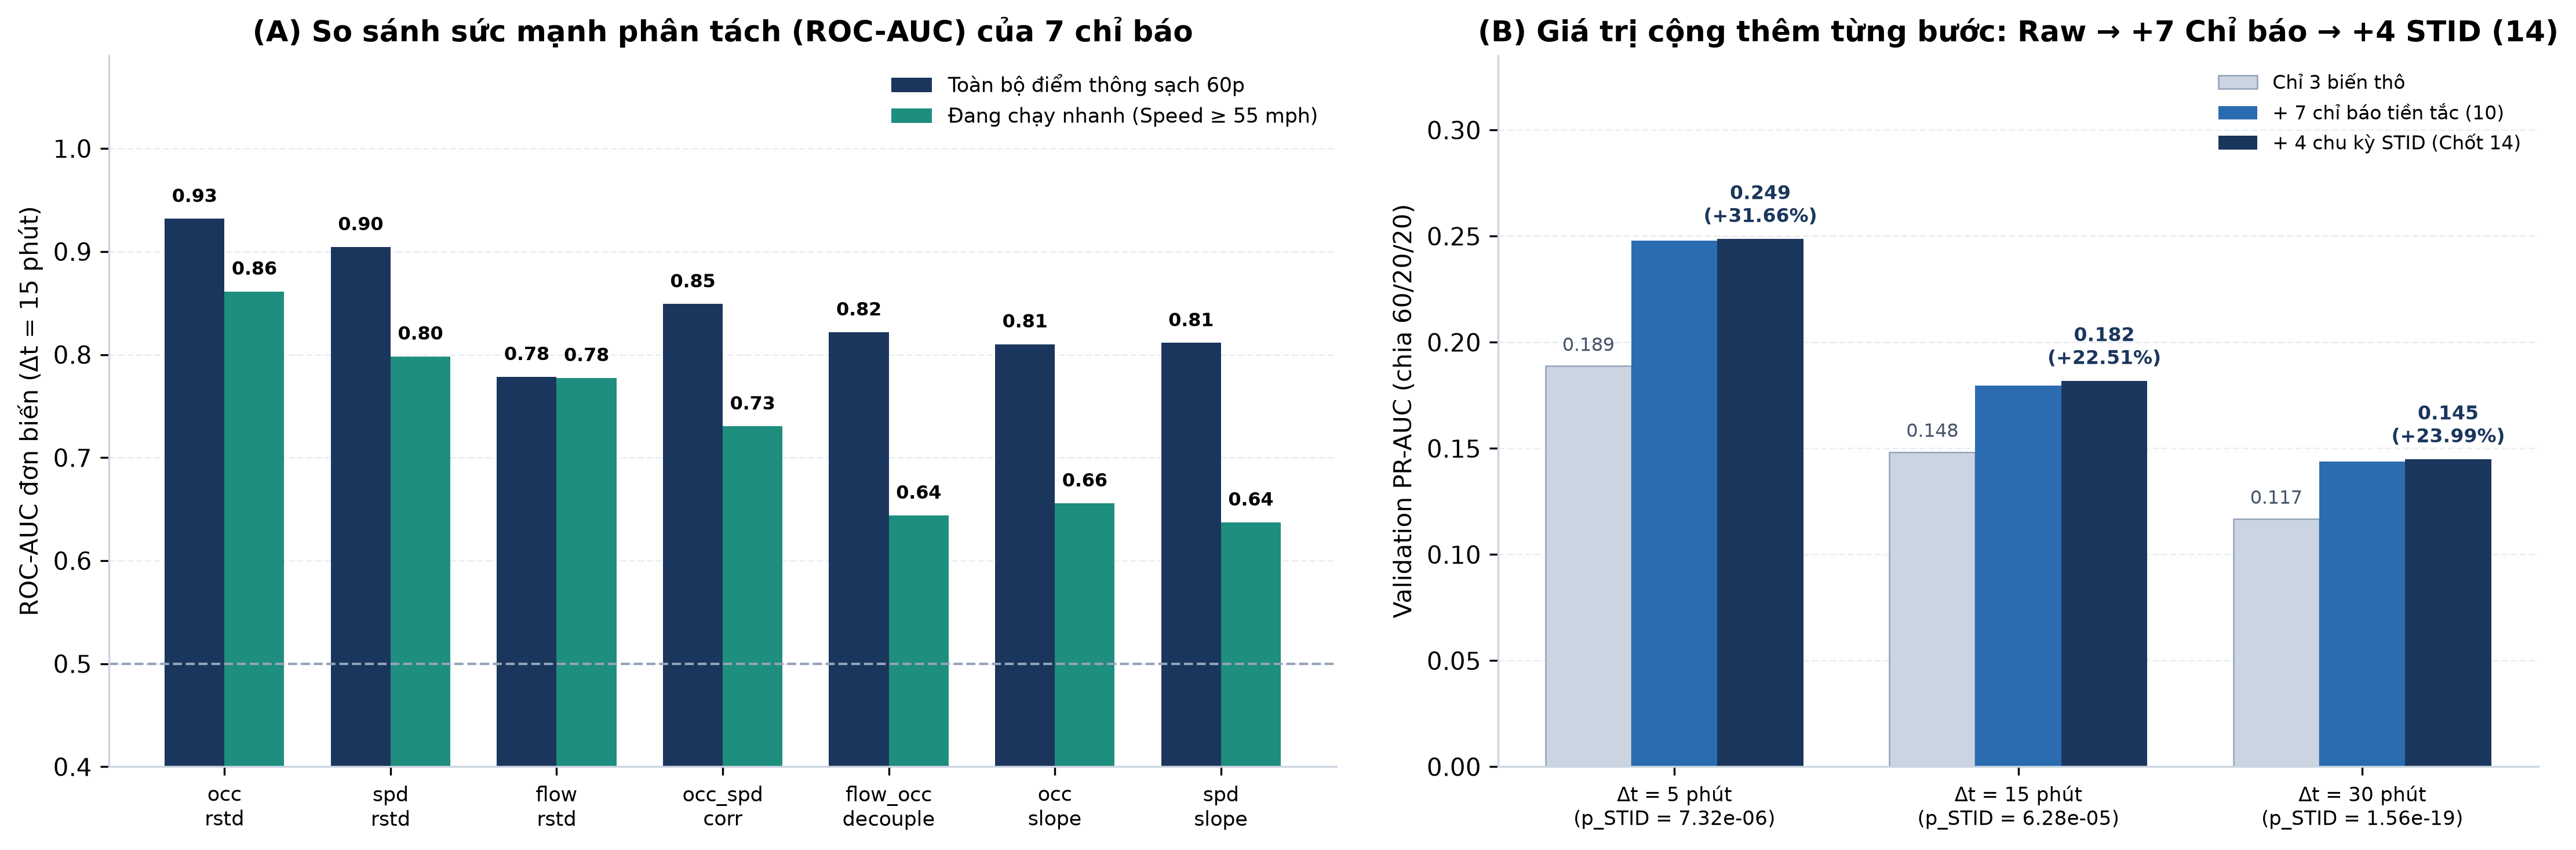 (A) So sánh sức mạnh phân tách (ROC-AUC) của 7 chỉ báo
Toàn bộ điểm thông sạch 60p
Đang chạy nhanh (Speed ≥ 55 mph)
ROC-AUC đơn biến (Δt = 15 phút)
1.0
0.9
0.8
0.7
0.6
0.5
0.4
0.93
0.86
0.90
0.80
0.78
0.78
0.85
0.73
0.82
0.64
0.81
0.66
0.81
0.64
occ
rstd
spd
rstd
flow
rstd
occ_spd
corr
flow_occ
decouple
occ
slope
spd
slope
(B) Giá trị cộng thêm từng bước: Raw → +7 Chỉ báo → +4 STID (14)
Chỉ 3 biến thô
+ 7 chỉ báo tiền tắc (10)
+ 4 chu kỳ STID (Chốt 14)
Validation PR-AUC (chia 60/20/20)
0.30
0.25
0.20
0.15
0.10
0.05
0.00
0.189
0.249
(+31.66%)
0.148
0.182
(+22.51%)
0.117
0.145
(+23.99%)
Δt = 5 phút
(p_STID = 7.32e-06)
Δt = 15 phút
(p_STID = 6.28e-05)
Δt = 30 phút
(p_STID = 1.56e-19)